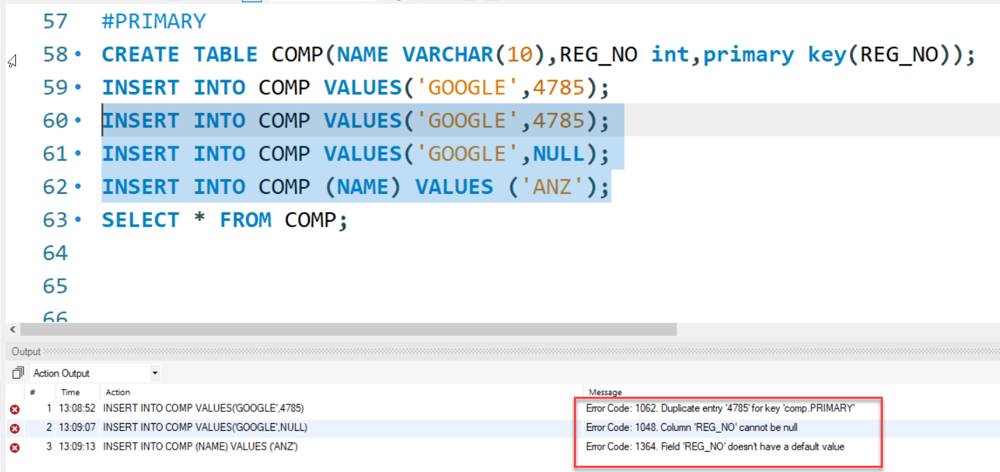 57 #PRIMARY
58 CREATE TABLE COMP(NAME VARCHAR(10),REG_NO int,primary key(REG_NO));
59 INSERT INTO COMP VALUES('GOOGLE',4785);
60 INSERT INTO COMP VALUES('GOOGLE',4785);
61 INSERT INTO COMP VALUES('GOOGLE',NULL);
62 INSERT INTO COMP (NAME) VALUES ('ANZ');
63 SELECT * FROM COMP;
64
65
66
Output
Action Output
# Time Action Message
1 13:08:52 INSERT INTO COMP VALUES('GOOGLE',4785) Error Code: 1062. Duplicate entry '4785' for key 'comp.PRIMARY'
2 13:09:07 INSERT INTO COMP VALUES('GOOGLE',NULL) Error Code: 1048. Column 'REG_NO' cannot be null
3 13:09:13 INSERT INTO COMP (NAME) VALUES ('ANZ') Error Code: 1364. Field 'REG_NO' doesn't have a default value